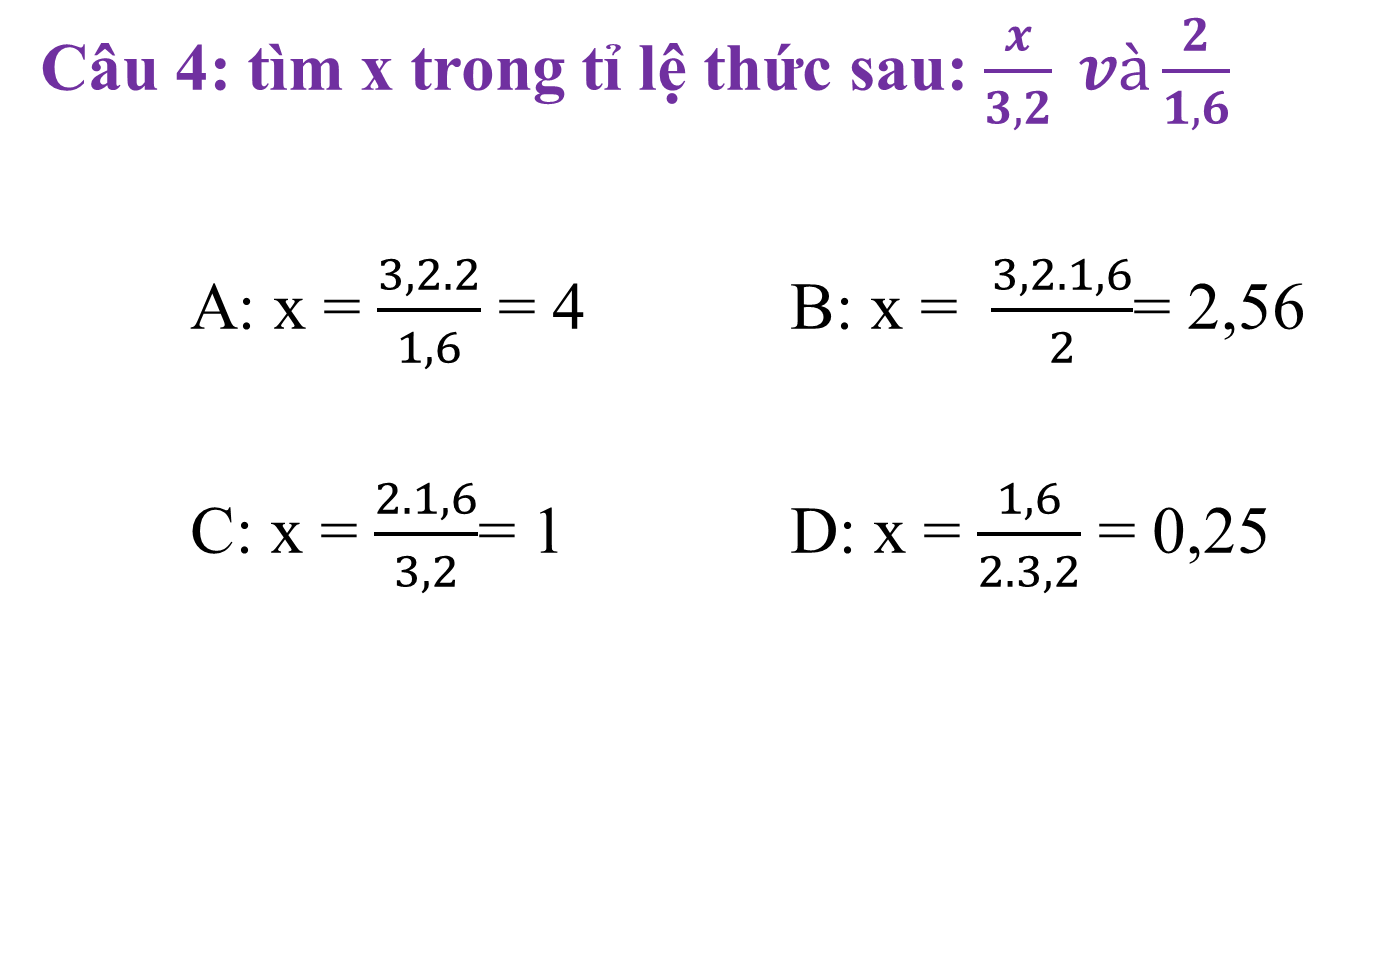 Câu 4: tìm x trong tỉ lệ thức sau: x/3,2 và 2/1,6
A: x = 3,2.2/1,6 = 4 B: x = 3,2.1,6/2 = 2,56
C: x = 2.1,6/3,2 = 1 D: x = 1,6/2.3,2 = 0,25